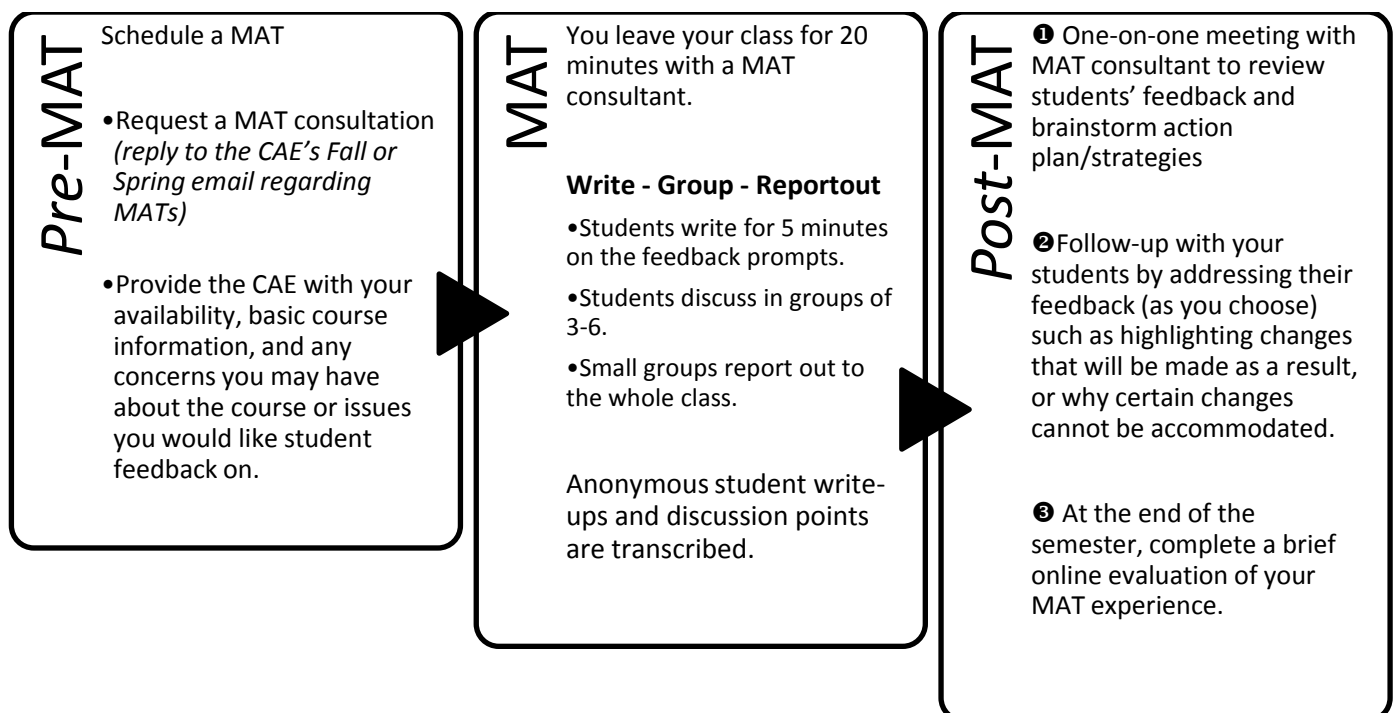 Pre-MAT
Schedule a MAT
•Request a MAT consultation
(reply to the CAE's Fall or
Spring email regarding
MATs)
•Provide the CAE with your
availability, basic course
information, and any
concerns you may have
about the course or issues
you would like student
feedback on.
MAT
You leave your class for 20
minutes with a MAT
consultant.
Write - Group - Reportout
•Students write for 5 minutes
on the feedback prompts.
•Students discuss in groups of
3-6.
•Small groups report out to
the whole class.
Anonymous student write-
ups and discussion points
are transcribed.
Post-MAT
❶ One-on-one meeting with
MAT consultant to review
students' feedback and
brainstorm action
plan/strategies
❷Follow-up with your
students by addressing their
feedback (as you choose)
such as highlighting changes
that will be made as a result,
or why certain changes
cannot be accommodated.
❸ At the end of the
semester, complete a brief
online evaluation of your
MAT experience.